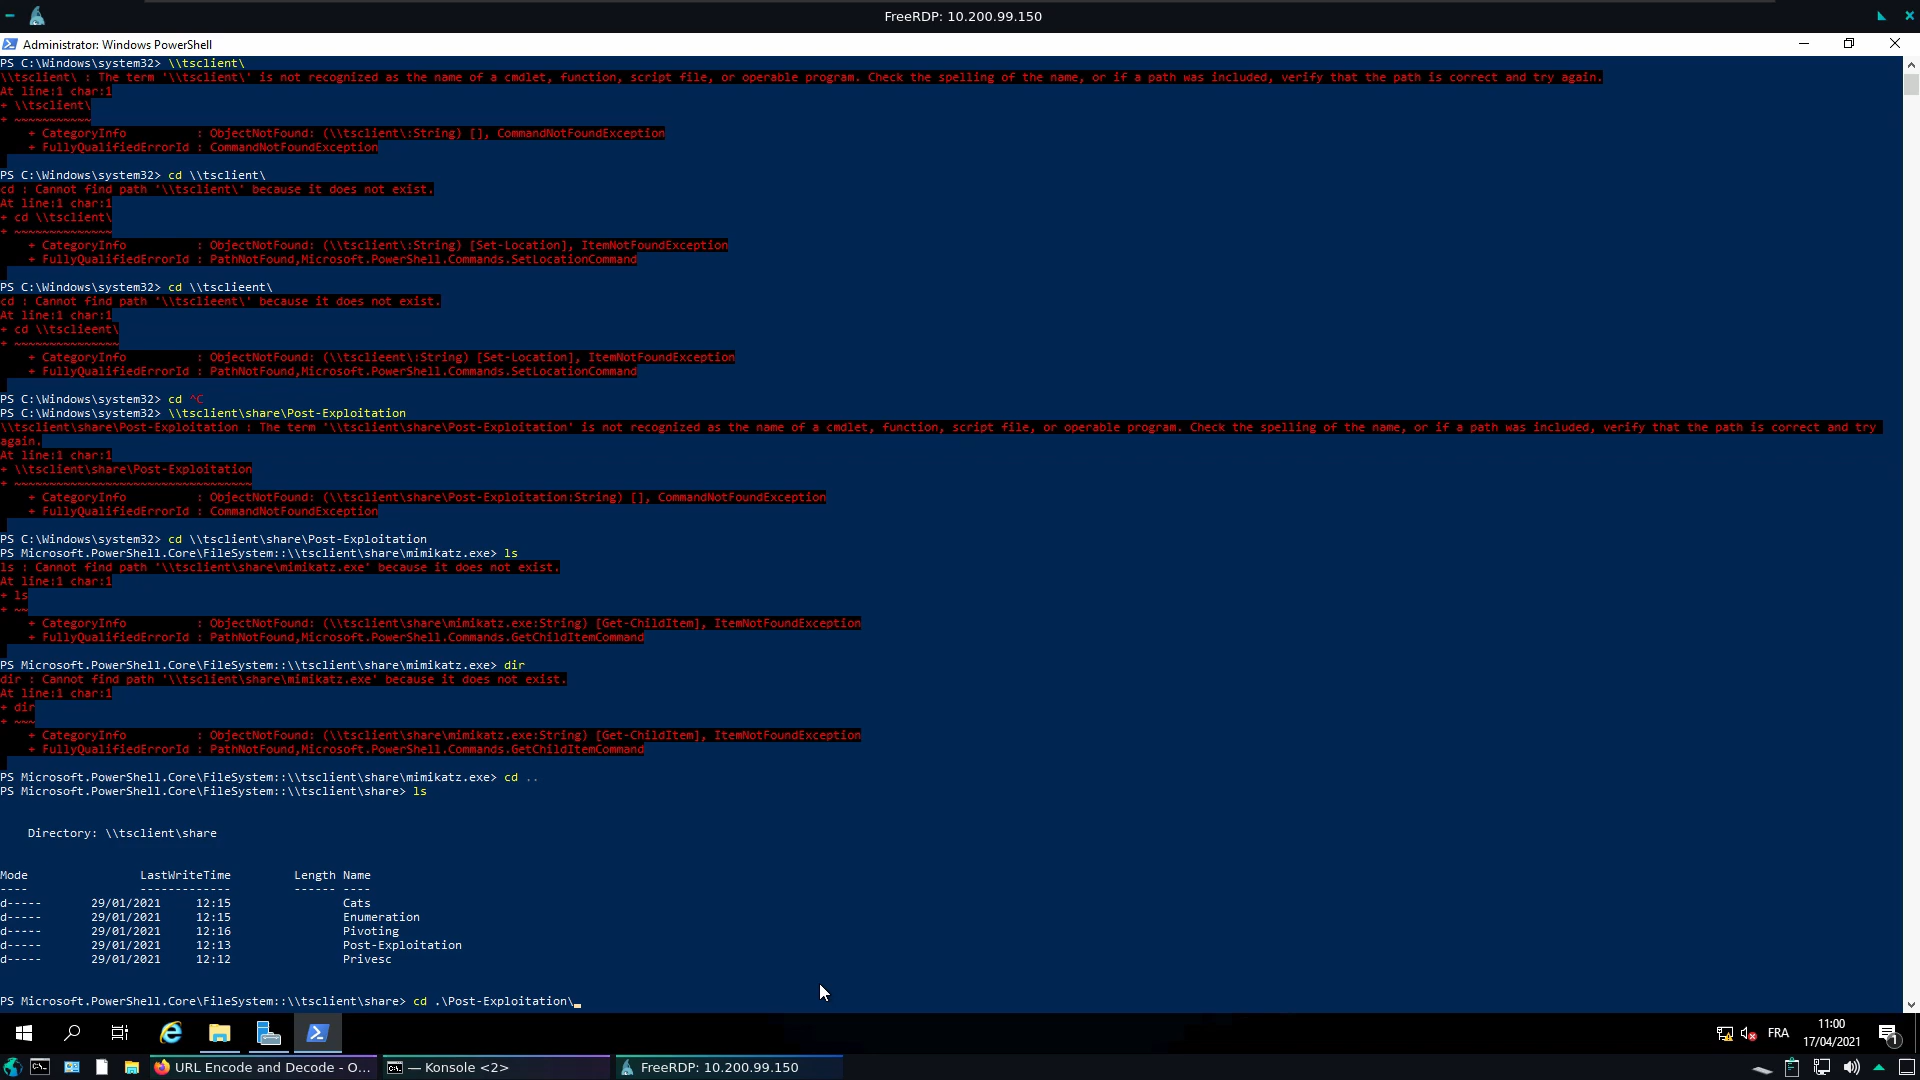 FreeRDP: 10.200.99.150
Administrator: Windows PowerShell
PS C:\Windows\system32> \\tsclient\
\\tsclient\ : The term '\\tsclient\' is not recognized as the name of a cmdlet, function, script file, or operable program. Check the spelling of the name, or if a path was included, verify that the path is correct and try again.
At line:1 char:1
+ \\tsclient\
+ ~~~~~~~~~~~
    + CategoryInfo          : ObjectNotFound: (\\tsclient\:String) [], CommandNotFoundException
    + FullyQualifiedErrorId : CommandNotFoundException
PS C:\Windows\system32> cd \\tsclient\
cd : Cannot find path '\\tsclient\' because it does not exist.
At line:1 char:1
+ cd \\tsclient\
+ ~~~~~~~~~~~~~~
    + CategoryInfo          : ObjectNotFound: (\\tsclient\:String) [Set-Location], ItemNotFoundException
    + FullyQualifiedErrorId : PathNotFound,Microsoft.PowerShell.Commands.SetLocationCommand
PS C:\Windows\system32> cd \\tsclieent\
cd : Cannot find path '\\tsclieent\' because it does not exist.
At line:1 char:1
+ cd \\tsclieent\
+ ~~~~~~~~~~~~~~~
    + CategoryInfo          : ObjectNotFound: (\\tsclieent\:String) [Set-Location], ItemNotFoundException
    + FullyQualifiedErrorId : PathNotFound,Microsoft.PowerShell.Commands.SetLocationCommand
PS C:\Windows\system32> cd ^C
PS C:\Windows\system32> \\tsclient\share\Post-Exploitation
\\tsclient\share\Post-Exploitation : The term '\\tsclient\share\Post-Exploitation' is not recognized as the name of a cmdlet, function, script file, or operable program. Check the spelling of the name, or if a path was included, verify that the path is correct and try
again.
At line:1 char:1
+ \\tsclient\share\Post-Exploitation
+ ~~~~~~~~~~~~~~~~~~~~~~~~~~~~~~~~~~
    + CategoryInfo          : ObjectNotFound: (\\tsclient\share\Post-Exploitation:String) [], CommandNotFoundException
    + FullyQualifiedErrorId : CommandNotFoundException
PS C:\Windows\system32> cd \\tsclient\share\Post-Exploitation
PS Microsoft.PowerShell.Core\FileSystem::\\tsclient\share\mimikatz.exe> ls
ls : Cannot find path '\\tsclient\share\mimikatz.exe' because it does not exist.
At line:1 char:1
+ ls
+ ~~
    + CategoryInfo          : ObjectNotFound: (\\tsclient\share\mimikatz.exe:String) [Get-ChildItem], ItemNotFoundException
    + FullyQualifiedErrorId : PathNotFound,Microsoft.PowerShell.Commands.GetChildItemCommand
PS Microsoft.PowerShell.Core\FileSystem::\\tsclient\share\mimikatz.exe> dir
dir : Cannot find path '\\tsclient\share\mimikatz.exe' because it does not exist.
At line:1 char:1
+ dir
+ ~~~
    + CategoryInfo          : ObjectNotFound: (\\tsclient\share\mimikatz.exe:String) [Get-ChildItem], ItemNotFoundException
    + FullyQualifiedErrorId : PathNotFound,Microsoft.PowerShell.Commands.GetChildItemCommand
PS Microsoft.PowerShell.Core\FileSystem::\\tsclient\share\mimikatz.exe> cd ..
PS Microsoft.PowerShell.Core\FileSystem::\\tsclient\share> ls
    Directory: \\tsclient\share
Mode                LastWriteTime         Length Name
----                -------------         ------ ----
d-----       29/01/2021     12:15                Cats
d-----       29/01/2021     12:15                Enumeration
d-----       29/01/2021     12:16                Pivoting
d-----       29/01/2021     12:13                Post-Exploitation
d-----       29/01/2021     12:12                Privesc
PS Microsoft.PowerShell.Core\FileSystem::\\tsclient\share> cd .\Post-Exploitation\_
FRA
11:00
17/04/2021
1
URL Encode and Decode - O...
— Konsole <2>
FreeRDP: 10.200.99.150